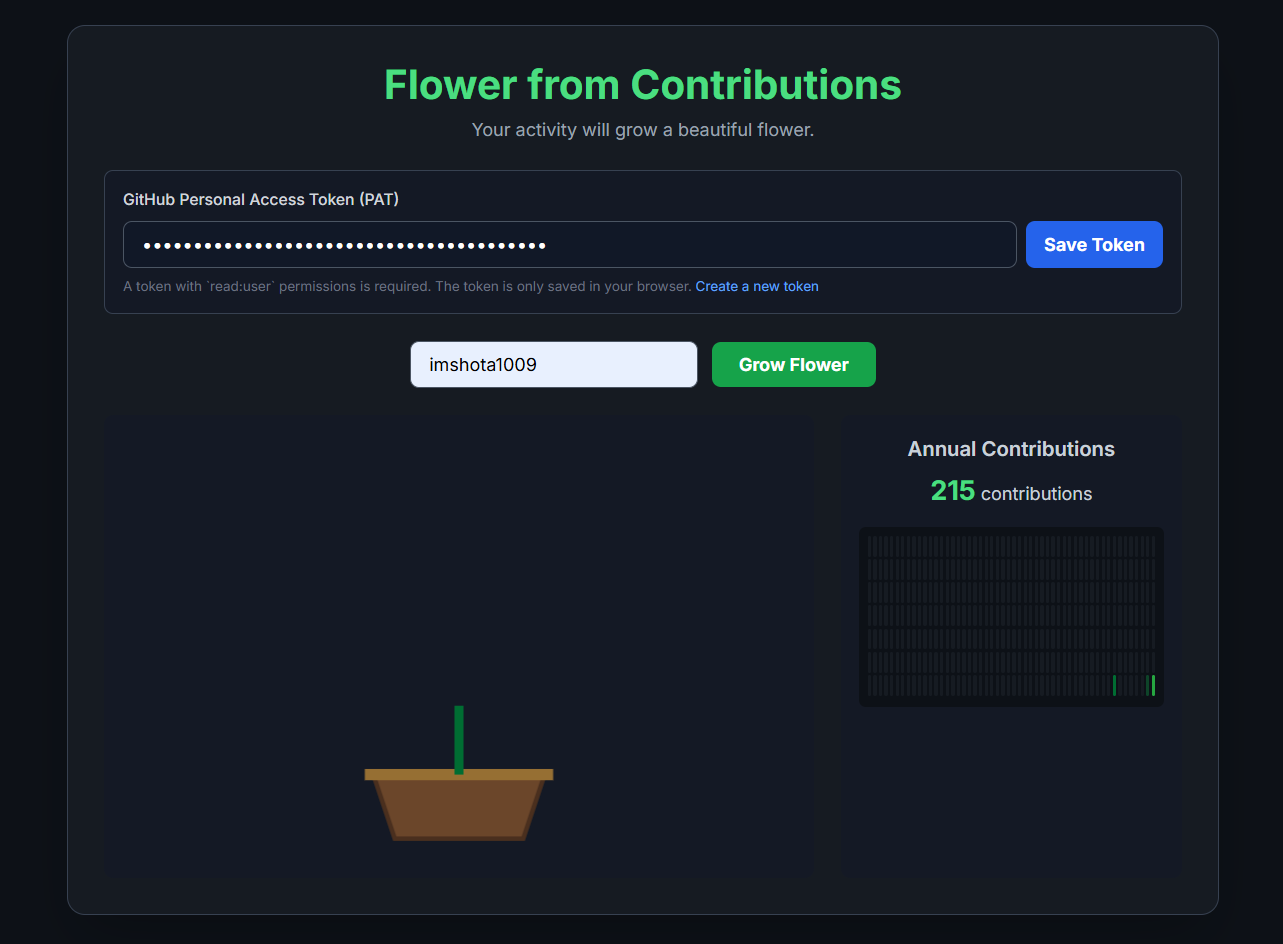 Flower from Contributions
Your activity will grow a beautiful flower.
GitHub Personal Access Token (PAT)
••••••••••••••••••••••••••••••••••••••••
Save Token
A token with `read:user` permissions is required. The token is only saved in your browser. Create a new token
imshota1009
Grow Flower
Annual Contributions
215 contributions